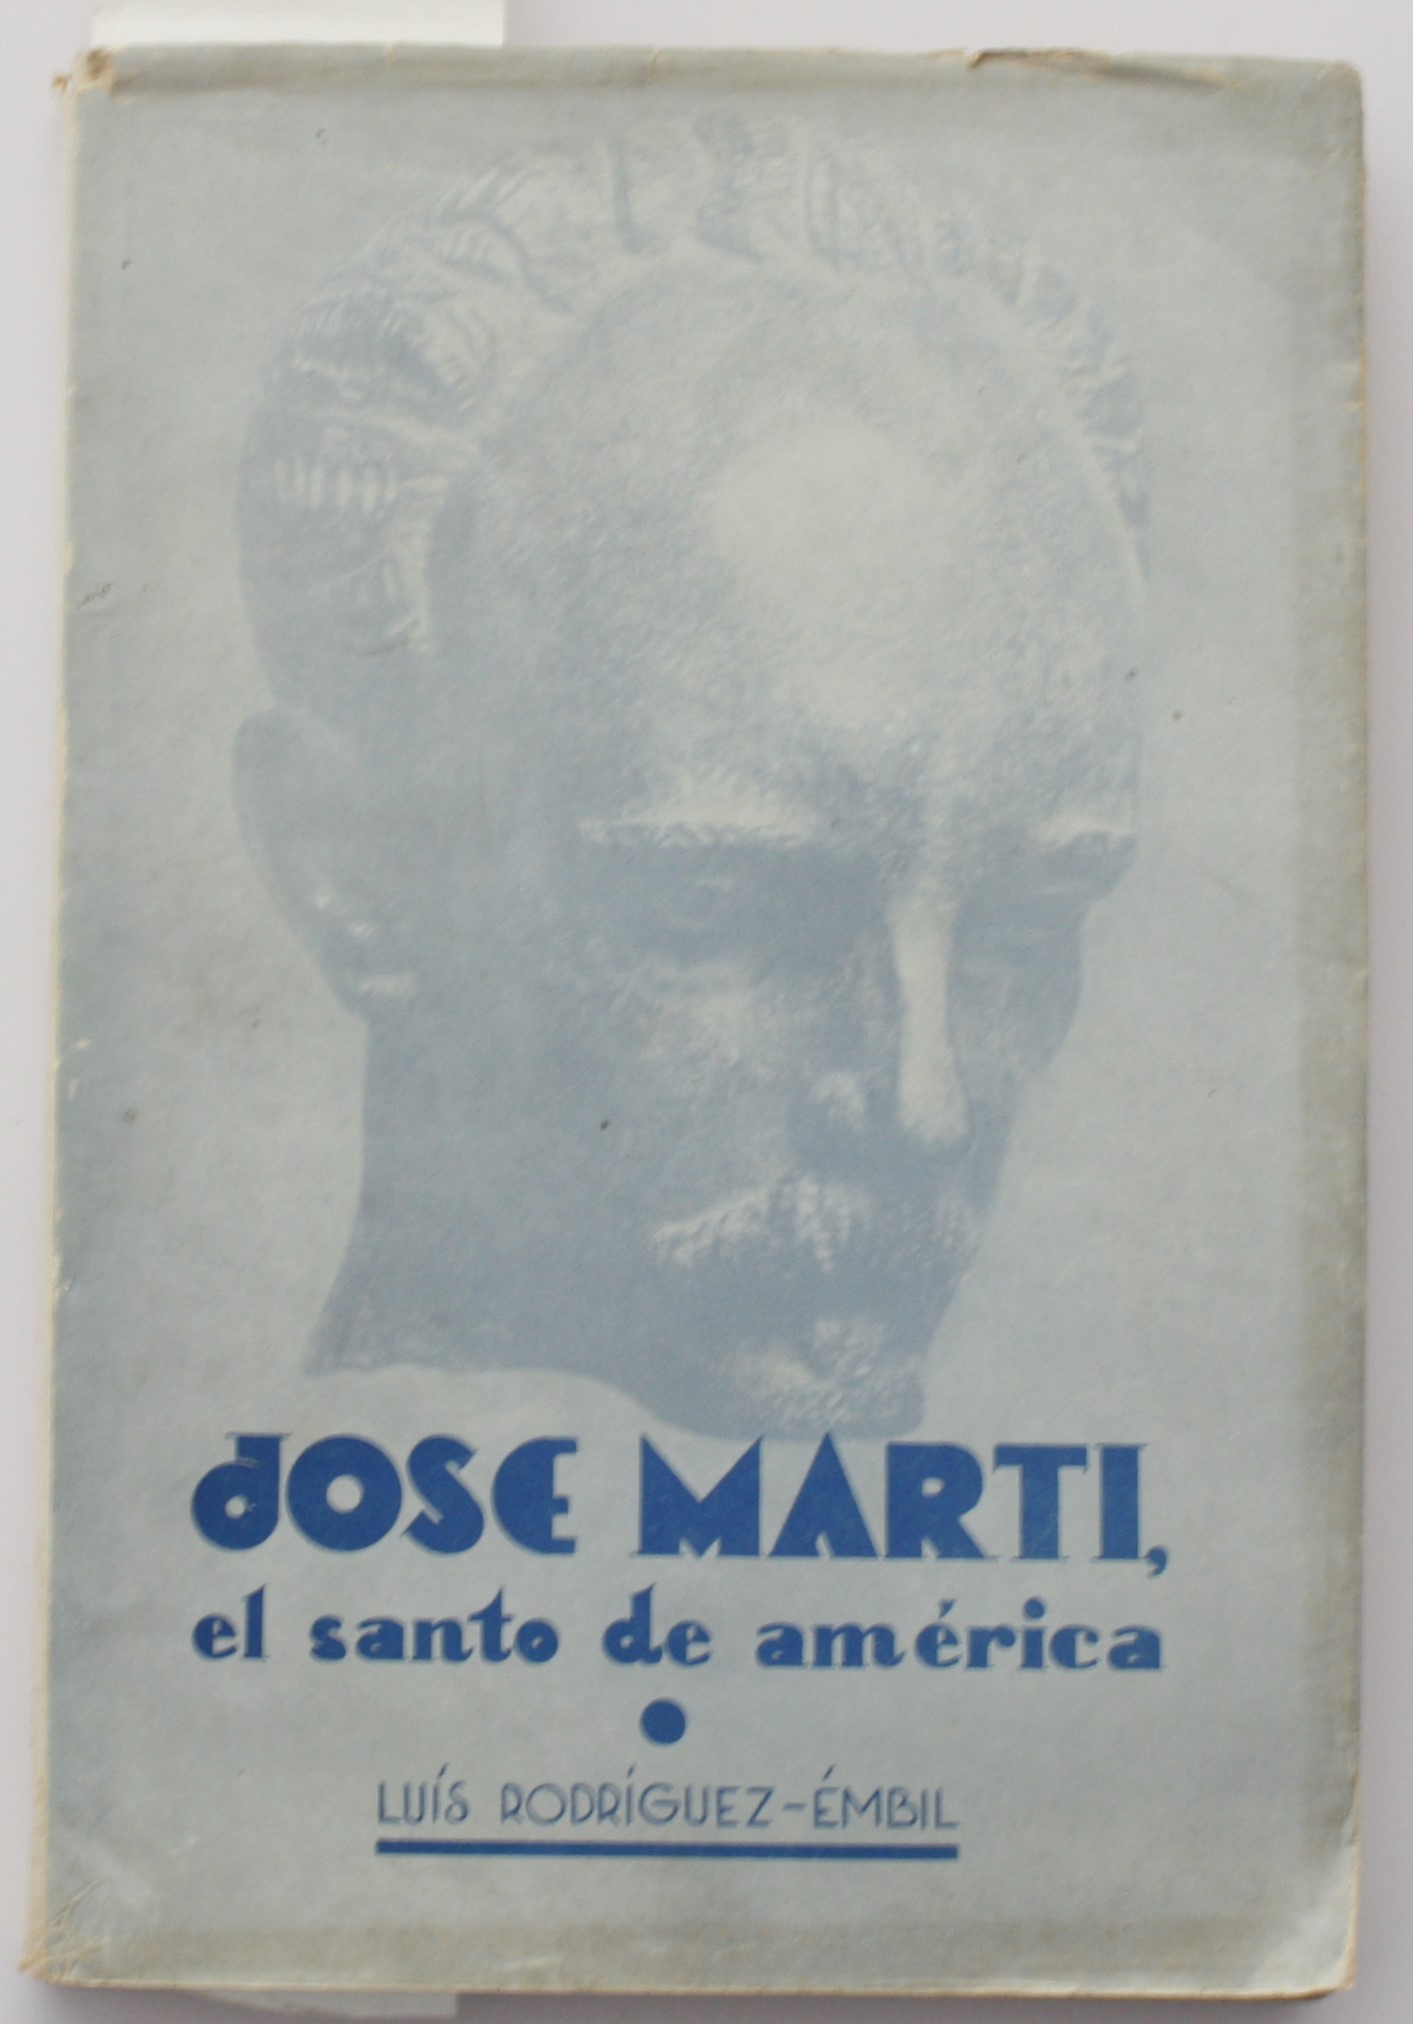 JOSE MARTI,
el santo de américa
LUÍS RODRÍGUEZ-ÉMBIL